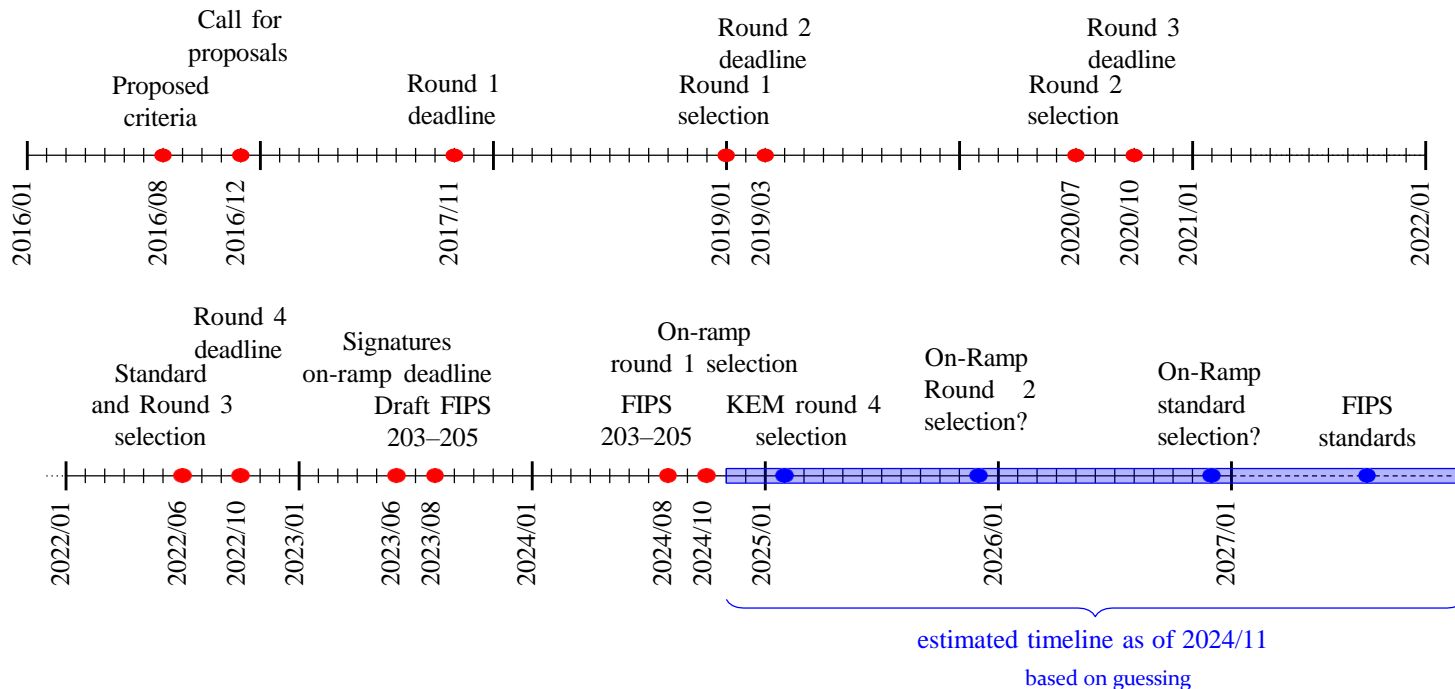 Call for
proposals
Proposed
criteria
Round 1
deadline
Round 2
deadline
Round 1
selection
Round 3
deadline
Round 2
selection
2016/01
2016/08
2016/12
2017/11
2019/01
2019/03
2020/07
2020/10
2021/01
2022/01
Round 4
deadline
Standard
and Round 3
selection
Signatures
on-ramp deadline
Draft FIPS
203–205
On-ramp
round 1 selection
FIPS
203–205
KEM round 4
selection
On-Ramp
Round 2
selection?
On-Ramp
standard
selection?
FIPS
standards
2022/01
2022/06
2022/10
2023/01
2023/06
2023/08
2024/01
2024/08
2024/10
2025/01
2026/01
2027/01
estimated timeline as of 2024/11
based on guessing